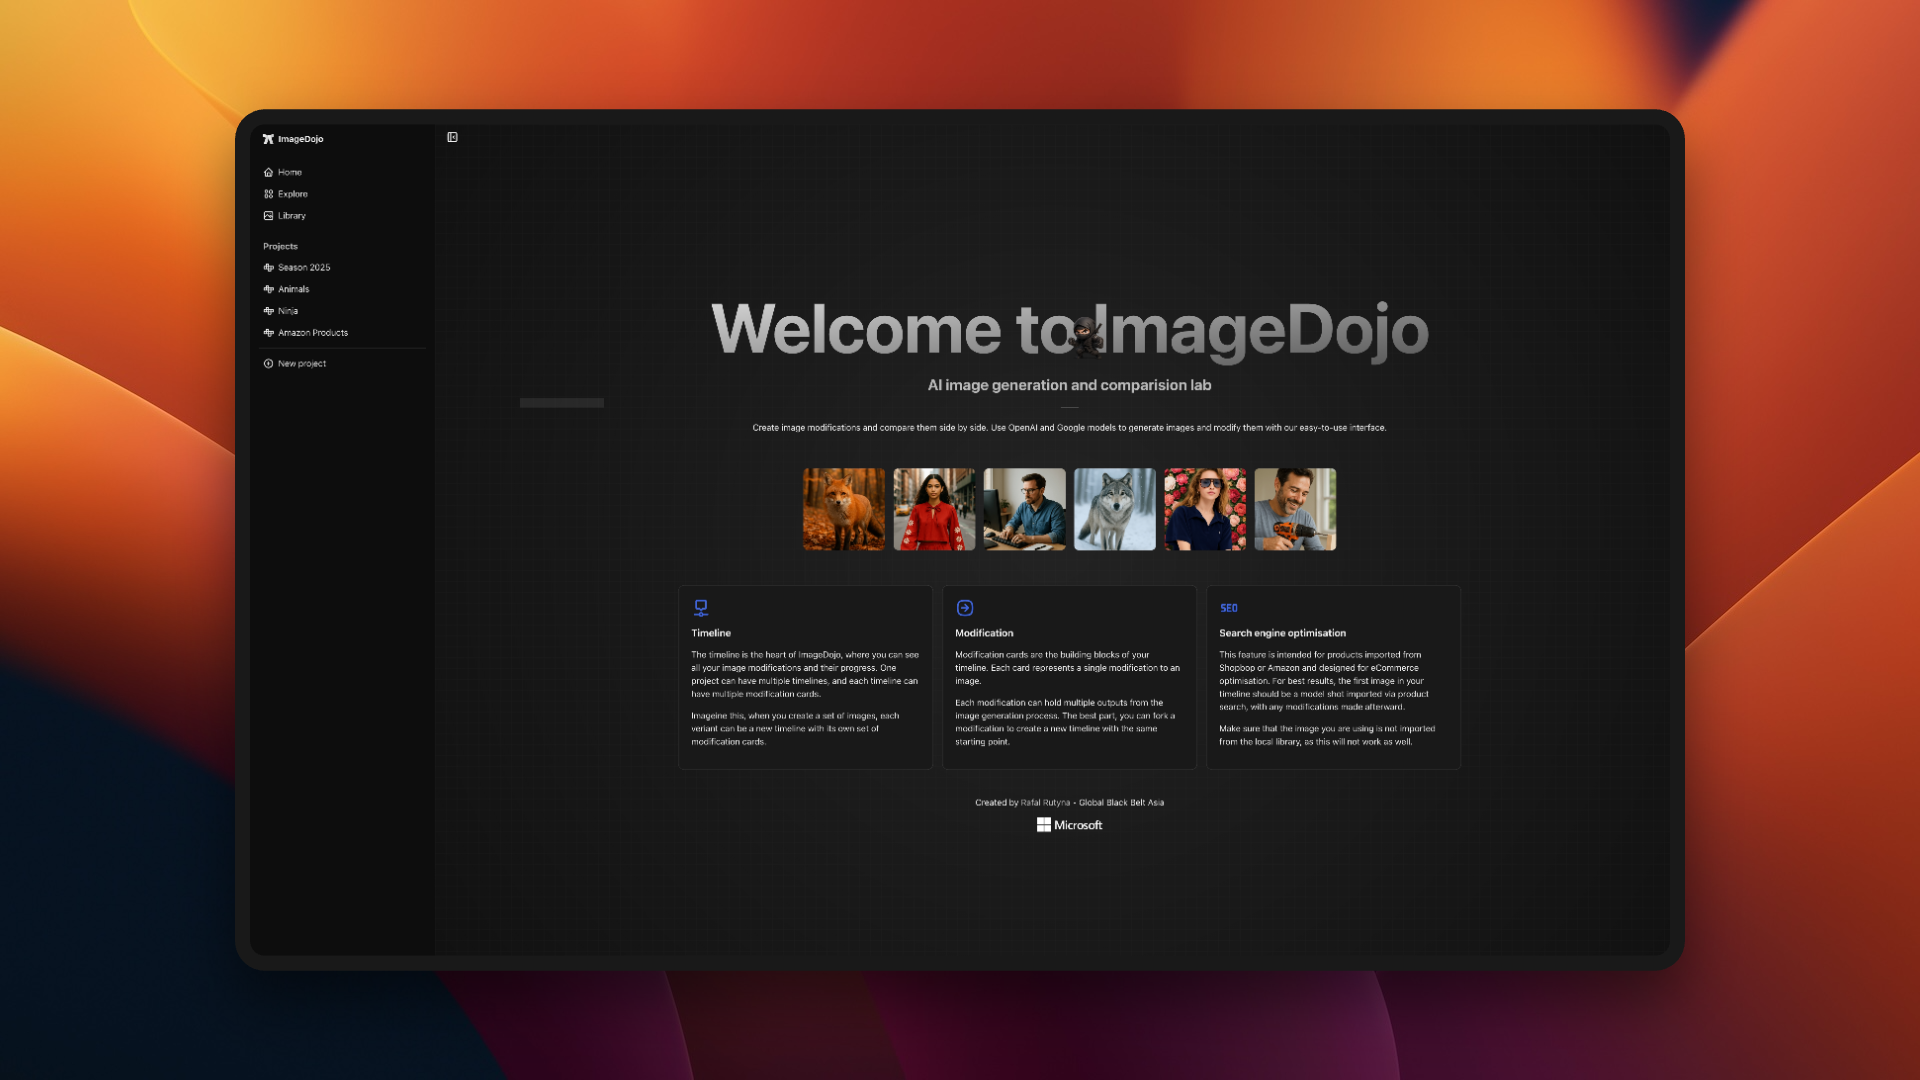 ImageDojo
Home
Explore
Library
Projects
Season 2025
Animals
Ninja
Amazon Products
New project
Welcome to ImageDojo
AI image generation and comparision lab
Create image modifications and compare them side by side. Use OpenAI and Google models to generate images and modify them with our easy-to-use interface.
Timeline
The timeline is the heart of ImageDojo, where you can see
all your image modifications and their progress. One
project can have multiple timelines, and each timeline can
have multiple modification cards.
Imageine this, when you create a set of images, each
variant can be a new timeline with its own set of
modification cards.
Modification
Modification cards are the building blocks of your
timeline. Each card represents a single modification to an
image.
Each modification can hold multiple outputs from the
image generation process. The best part, you can fork a
modification to create a new timeline with the same
starting point.
SEO
Search engine optimisation
This feature is intended for products imported from
Shopbop or Amazon and designed for eCommerce
optimisation. For best results, the first image in your
timeline should be a model shot imported via product
search, with any modifications made afterward.
Make sure that the image you are using is not imported
from the local library, as this will not work as well.
Created by Rafal Rutyna - Global Black Belt Asia
Microsoft